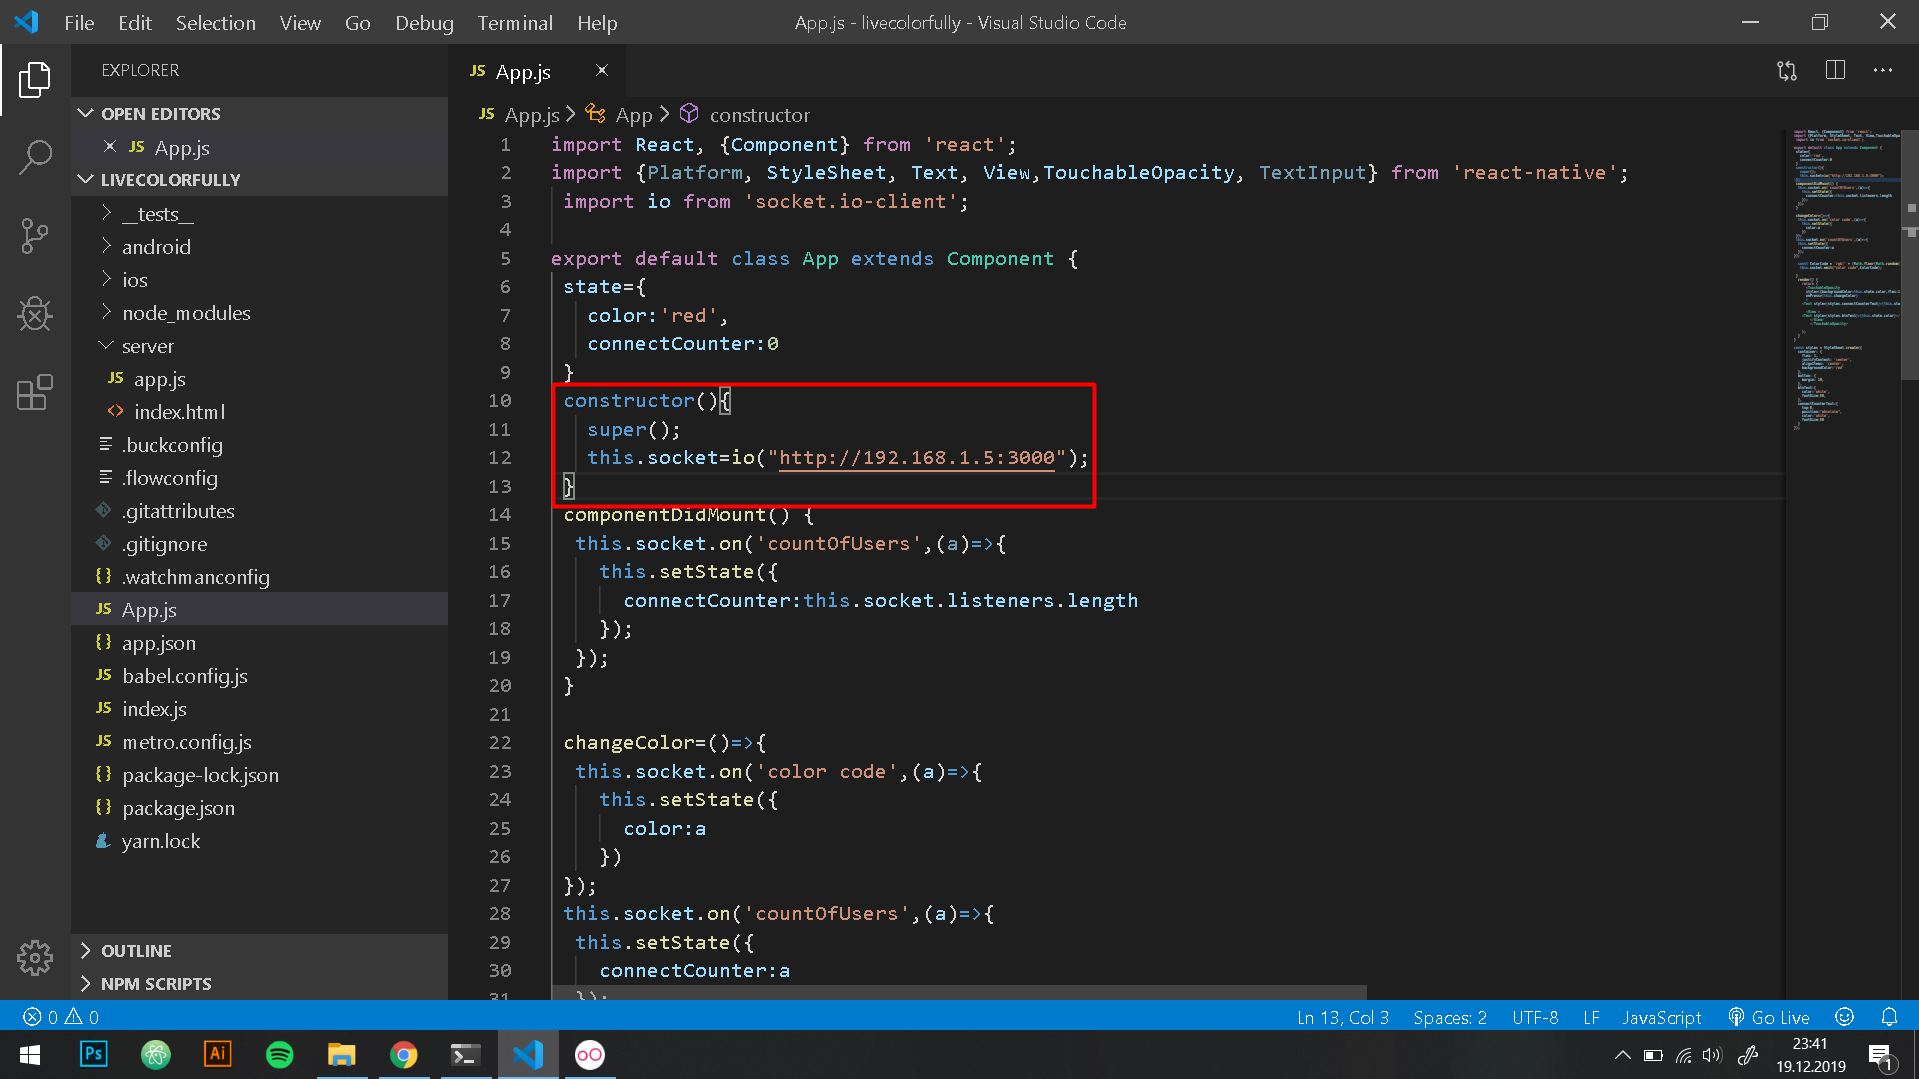 File Edit Selection View Go Debug Terminal Help
App.js - livecolorfully - Visual Studio Code
EXPLORER
OPEN EDITORS
JS App.js
LIVECOLORFULLY
__tests__
android
ios
node_modules
server
JS app.js
<> index.html
.buckconfig
.flowconfig
.gitattributes
.gitignore
{} .watchmanconfig
JS App.js
{} app.json
JS babel.config.js
JS index.js
JS metro.config.js
{} package-lock.json
{} package.json
yarn.lock
OUTLINE
NPM SCRIPTS
JS App.js
JS App.js > App > constructor
1 import React, {Component} from 'react';
2 import {Platform, StyleSheet, Text, View,TouchableOpacity, TextInput} from 'react-native';
3 import io from 'socket.io-client';
4
5 export default class App extends Component {
6 state={
7 color:'red',
8 connectCounter:0
9 }
10 constructor(){
11 super();
12 this.socket=io("http://192.168.1.5:3000");
13 }
14 componentDidMount() {
15 this.socket.on('countOfUsers',(a)=>{
16 this.setState({
17 connectCounter:this.socket.listeners.length
18 });
19 });
20 }
21
22 changeColor=()=>{
23 this.socket.on('color code',(a)=>{
24 this.setState({
25 color:a
26 })
27 });
28 this.socket.on('countOfUsers',(a)=>{
29 this.setState({
30 connectCounter:a
31 });
0 0
Ln 13, Col 3 Spaces: 2 UTF-8 LF JavaScript Go Live
Ps Ai
23:41
19.12.2019
1